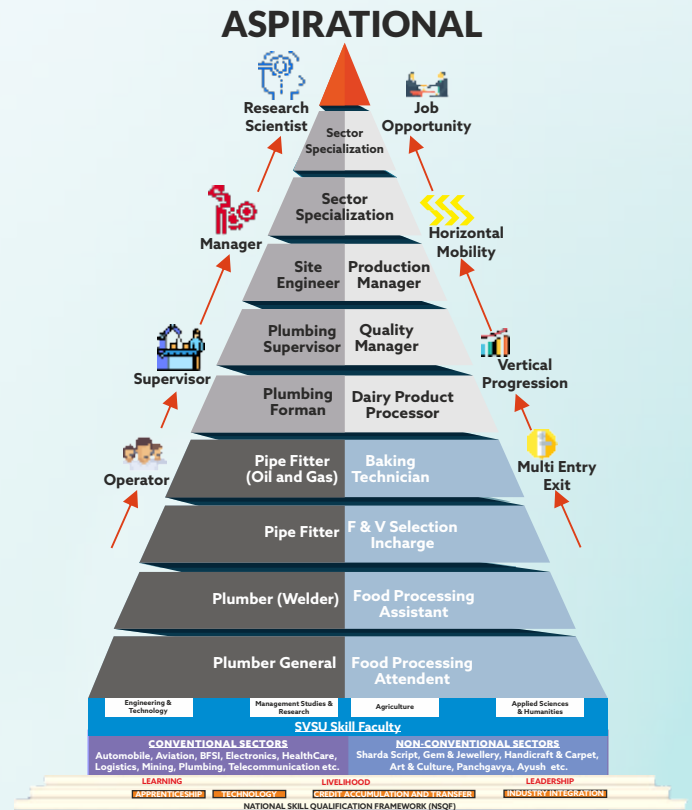 ASPIRATIONAL
Research
Scientist
Job
Opportunity
Sector
Specialization
Manager
Sector
Specialization
Horizontal
Mobility
Site
Engineer
Production
Manager
Supervisor
Plumbing
Supervisor
Quality
Manager
Vertical
Progression
Plumbing
Forman
Dairy Product
Processor
Operator
Pipe Fitter
(Oil and Gas)
Baking
Technician
Multi Entry
Exit
Pipe Fitter
F & V Selection
Incharge
Plumber (Welder)
Food Processing
Assistant
Plumber General
Food Processing
Attendent
Engineering &
Technology
Management Studies &
Research
Agriculture
Applied Sciences
& Humanities
SVSU Skill Faculty
CONVENTIONAL SECTORS
Automobile, Aviation, BFSI, Electronics, HealthCare,
Logistics, Mining, Plumbing, Telecommunication etc.
NON-CONVENTIONAL SECTORS
Sharda Script, Gem & Jewellery, Handicraft & Carpet,
Art & Culture, Panchgavya, Ayush etc.
LEARNING
LIVELIHOOD
LEADERSHIP
APPRENTICESHIP
TECHNOLOGY
CREDIT ACCUMULATION AND TRANSFER
INDUSTRY INTEGRATION
NATIONAL SKILL QUALIFICATION FRAMEWORK (NSQF)